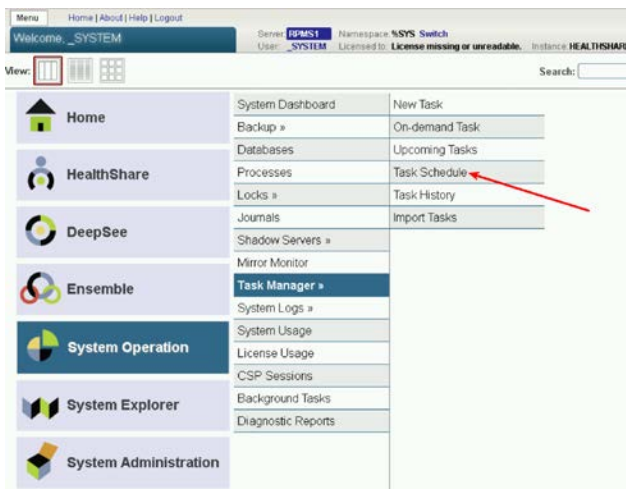 Menu Home | About | Help | Logout
Welcome, _SYSTEM
Server: RPMS1 Namespace: %SYS Switch
User: _SYSTEM Licensed to: License missing or unreadable. Instance: HEALTHSHARE
View:
Search:
Home
HealthShare
DeepSee
Ensemble
System Operation
System Explorer
System Administration
System Dashboard
Backup »
Databases
Processes
Locks »
Journals
Shadow Servers »
Mirror Monitor
Task Manager »
System Logs »
System Usage
License Usage
CSP Sessions
Background Tasks
Diagnostic Reports
New Task
On-demand Task
Upcoming Tasks
Task Schedule
Task History
Import Tasks